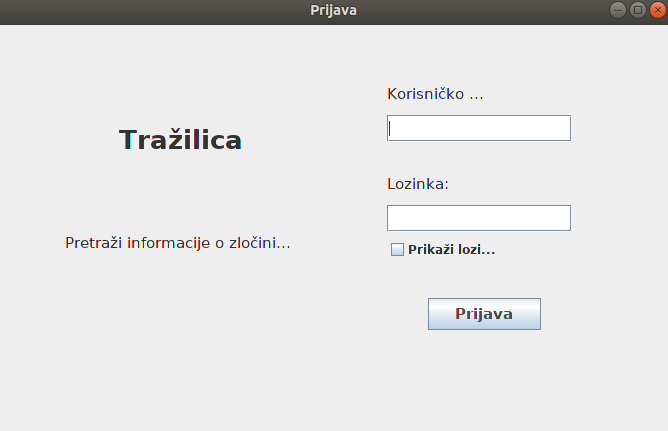 Prijava
Tražilica
Pretraži informacije o zločini...
Korisničko ...
Lozinka:
Prikaži lozi...
Prijava